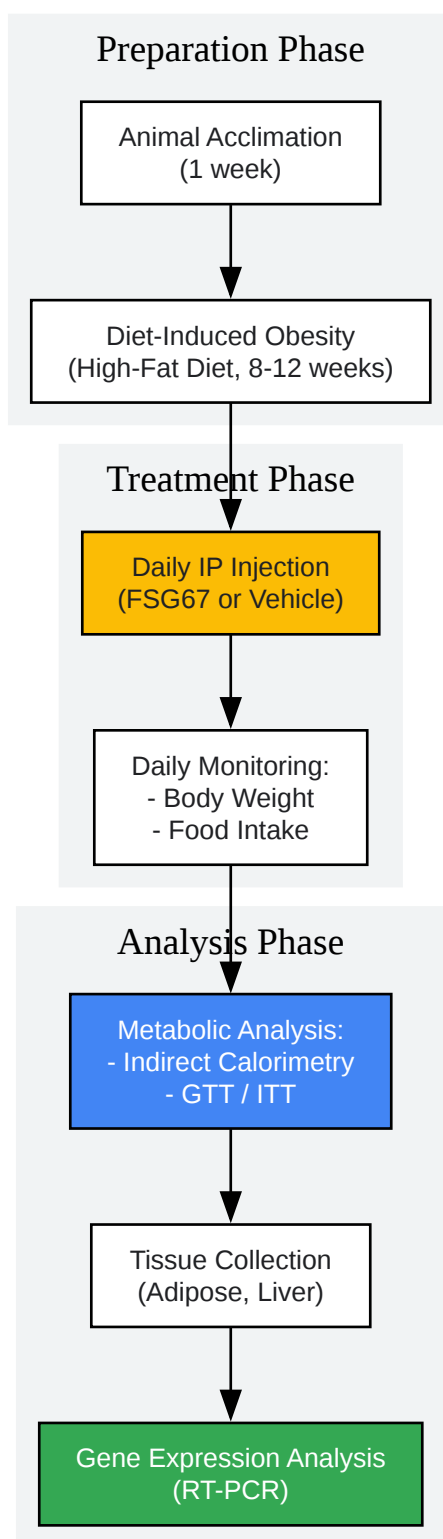 Preparation Phase
Animal Acclimation
(1 week)
Diet-Induced Obesity
(High-Fat Diet, 8-12 weeks)
Treatment Phase
Daily IP Injection
(FSG67 or Vehicle)
Daily Monitoring:
- Body Weight
- Food Intake
Analysis Phase
Metabolic Analysis:
- Indirect Calorimetry
- GTT / ITT
Tissue Collection
(Adipose, Liver)
Gene Expression Analysis
(RT-PCR)